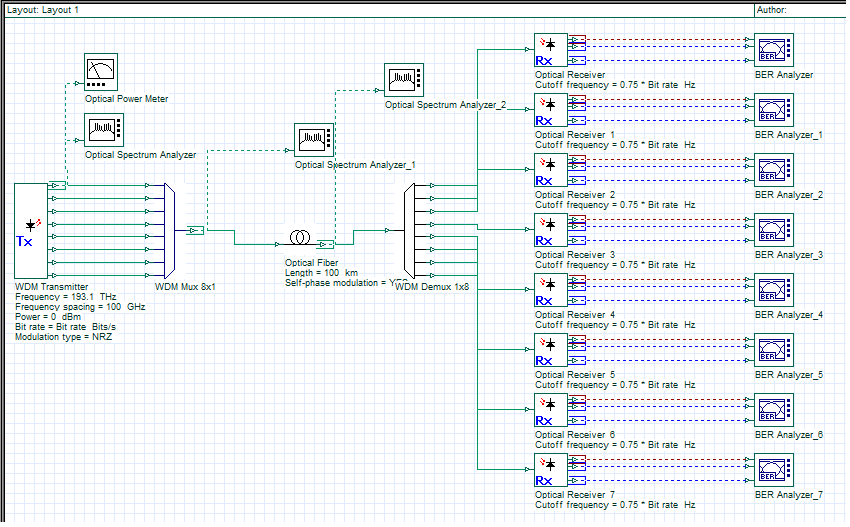 Layout: Layout 1
Author:
Optical Power Meter
Optical Spectrum Analyzer
Optical Spectrum Analyzer_1
Optical Spectrum Analyzer_2
Tx
WDM Transmitter
Frequency = 193.1 THz
Frequency spacing = 100 GHz
Power = 0 dBm
Bit rate = Bit rate Bits/s
Modulation type = NRZ
WDM Mux 8x1
Optical Fiber
Length = 100 km
Self-phase modulation =
WDM Demux 1x8
Rx
Optical Receiver
Cutoff frequency = 0.75 * Bit rate Hz
BER
BER Analyzer
Rx
Optical Receiver 1
Cutoff frequency = 0.75 * Bit rate Hz
BER
BER Analyzer_1
Rx
Optical Receiver 2
Cutoff frequency = 0.75 * Bit rate Hz
BER
BER Analyzer_2
Rx
Optical Receiver 3
Cutoff frequency = 0.75 * Bit rate Hz
BER
BER Analyzer_3
Rx
Optical Receiver 4
Cutoff frequency = 0.75 * Bit rate Hz
BER
BER Analyzer_4
Rx
Optical Receiver 5
Cutoff frequency = 0.75 * Bit rate Hz
BER
BER Analyzer_5
Rx
Optical Receiver 6
Cutoff frequency = 0.75 * Bit rate Hz
BER
BER Analyzer_6
Rx
Optical Receiver 7
Cutoff frequency = 0.75 * Bit rate Hz
BER
BER Analyzer_7